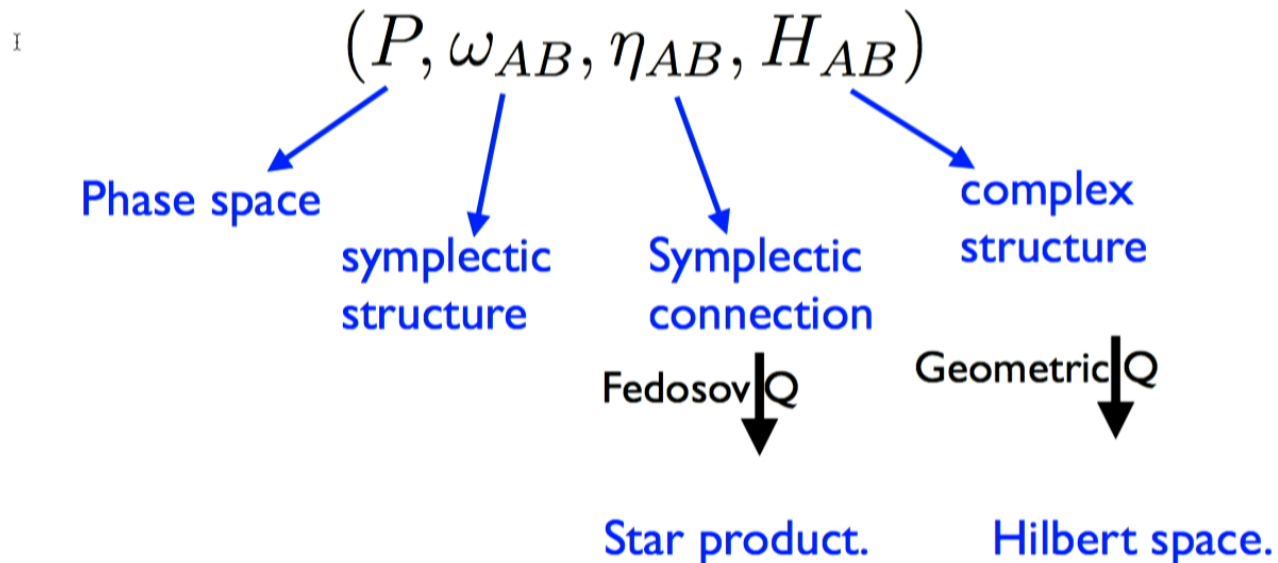 (P, ω_{AB}, η_{AB}, H_{AB})
Phase space
symplectic
structure
Symplectic
connection
complex
structure
Fedosov Q
Geometric Q
Star product.
Hilbert space.